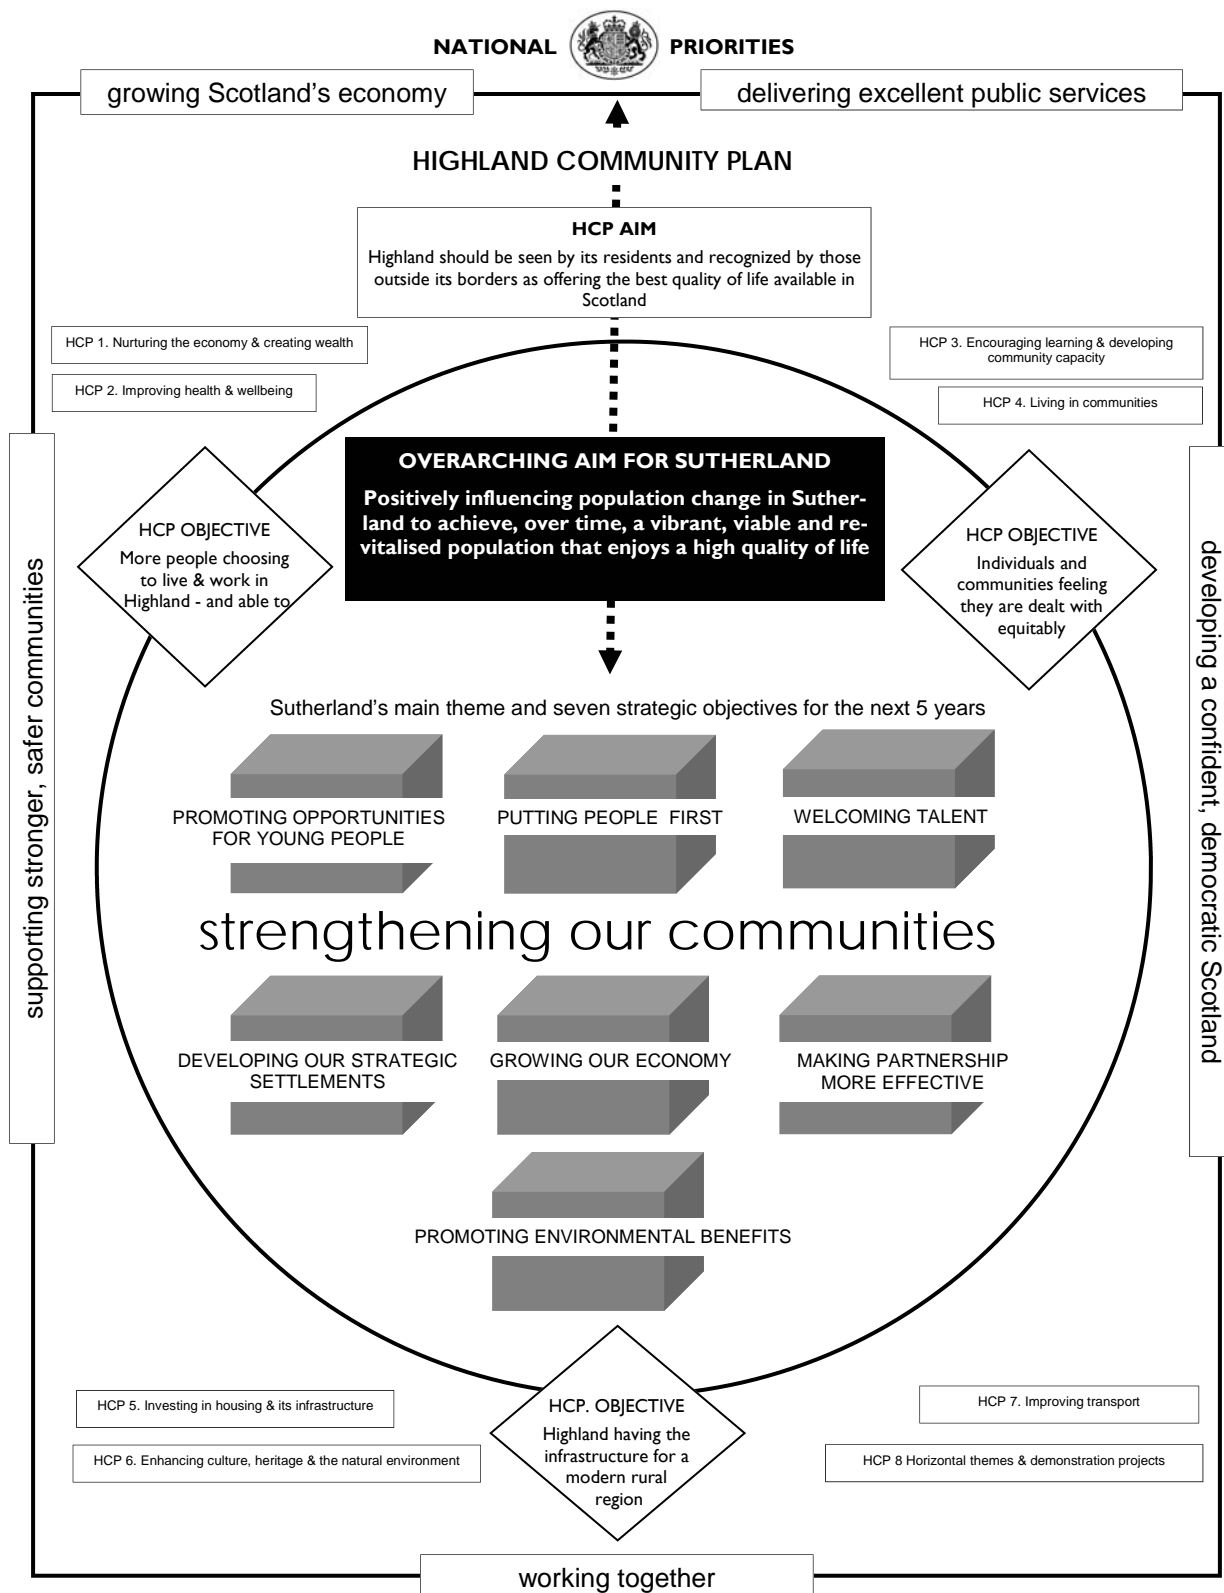 NATIONAL PRIORITIES
growing Scotland's economy
delivering excellent public services
HIGHLAND COMMUNITY PLAN
HCP AIM
Highland should be seen by its residents and recognized by those
outside its borders as offering the best quality of life available in
Scotland
HCP 1. Nurturing the economy & creating wealth
HCP 2. Improving health & wellbeing
HCP 3. Encouraging learning & developing
community capacity
HCP 4. Living in communities
supporting stronger, safer communities
HCP OBJECTIVE
More people choosing
to live & work in
Highland - and able to
OVERARCHING AIM FOR SUTHERLAND
Positively influencing population change in Suther-
land to achieve, over time, a vibrant, viable and re-
vitalised population that enjoys a high quality of life
HCP OBJECTIVE
Individuals and
communities feeling
they are dealt with
equitably
developing a confident, democratic Scotland
Sutherland's main theme and seven strategic objectives for the next 5 years
PROMOTING OPPORTUNITIES
FOR YOUNG PEOPLE
PUTTING PEOPLE FIRST
WELCOMING TALENT
strengthening our communities
DEVELOPING OUR STRATEGIC
SETTLEMENTS
GROWING OUR ECONOMY
MAKING PARTNERSHIP
MORE EFFECTIVE
PROMOTING ENVIRONMENTAL BENEFITS
HCP 5. Investing in housing & its infrastructure
HCP 6. Enhancing culture, heritage & the natural environment
HCP. OBJECTIVE
Highland having the
infrastructure for a
modern rural
region
HCP 7. Improving transport
HCP 8 Horizontal themes & demonstration projects
working together